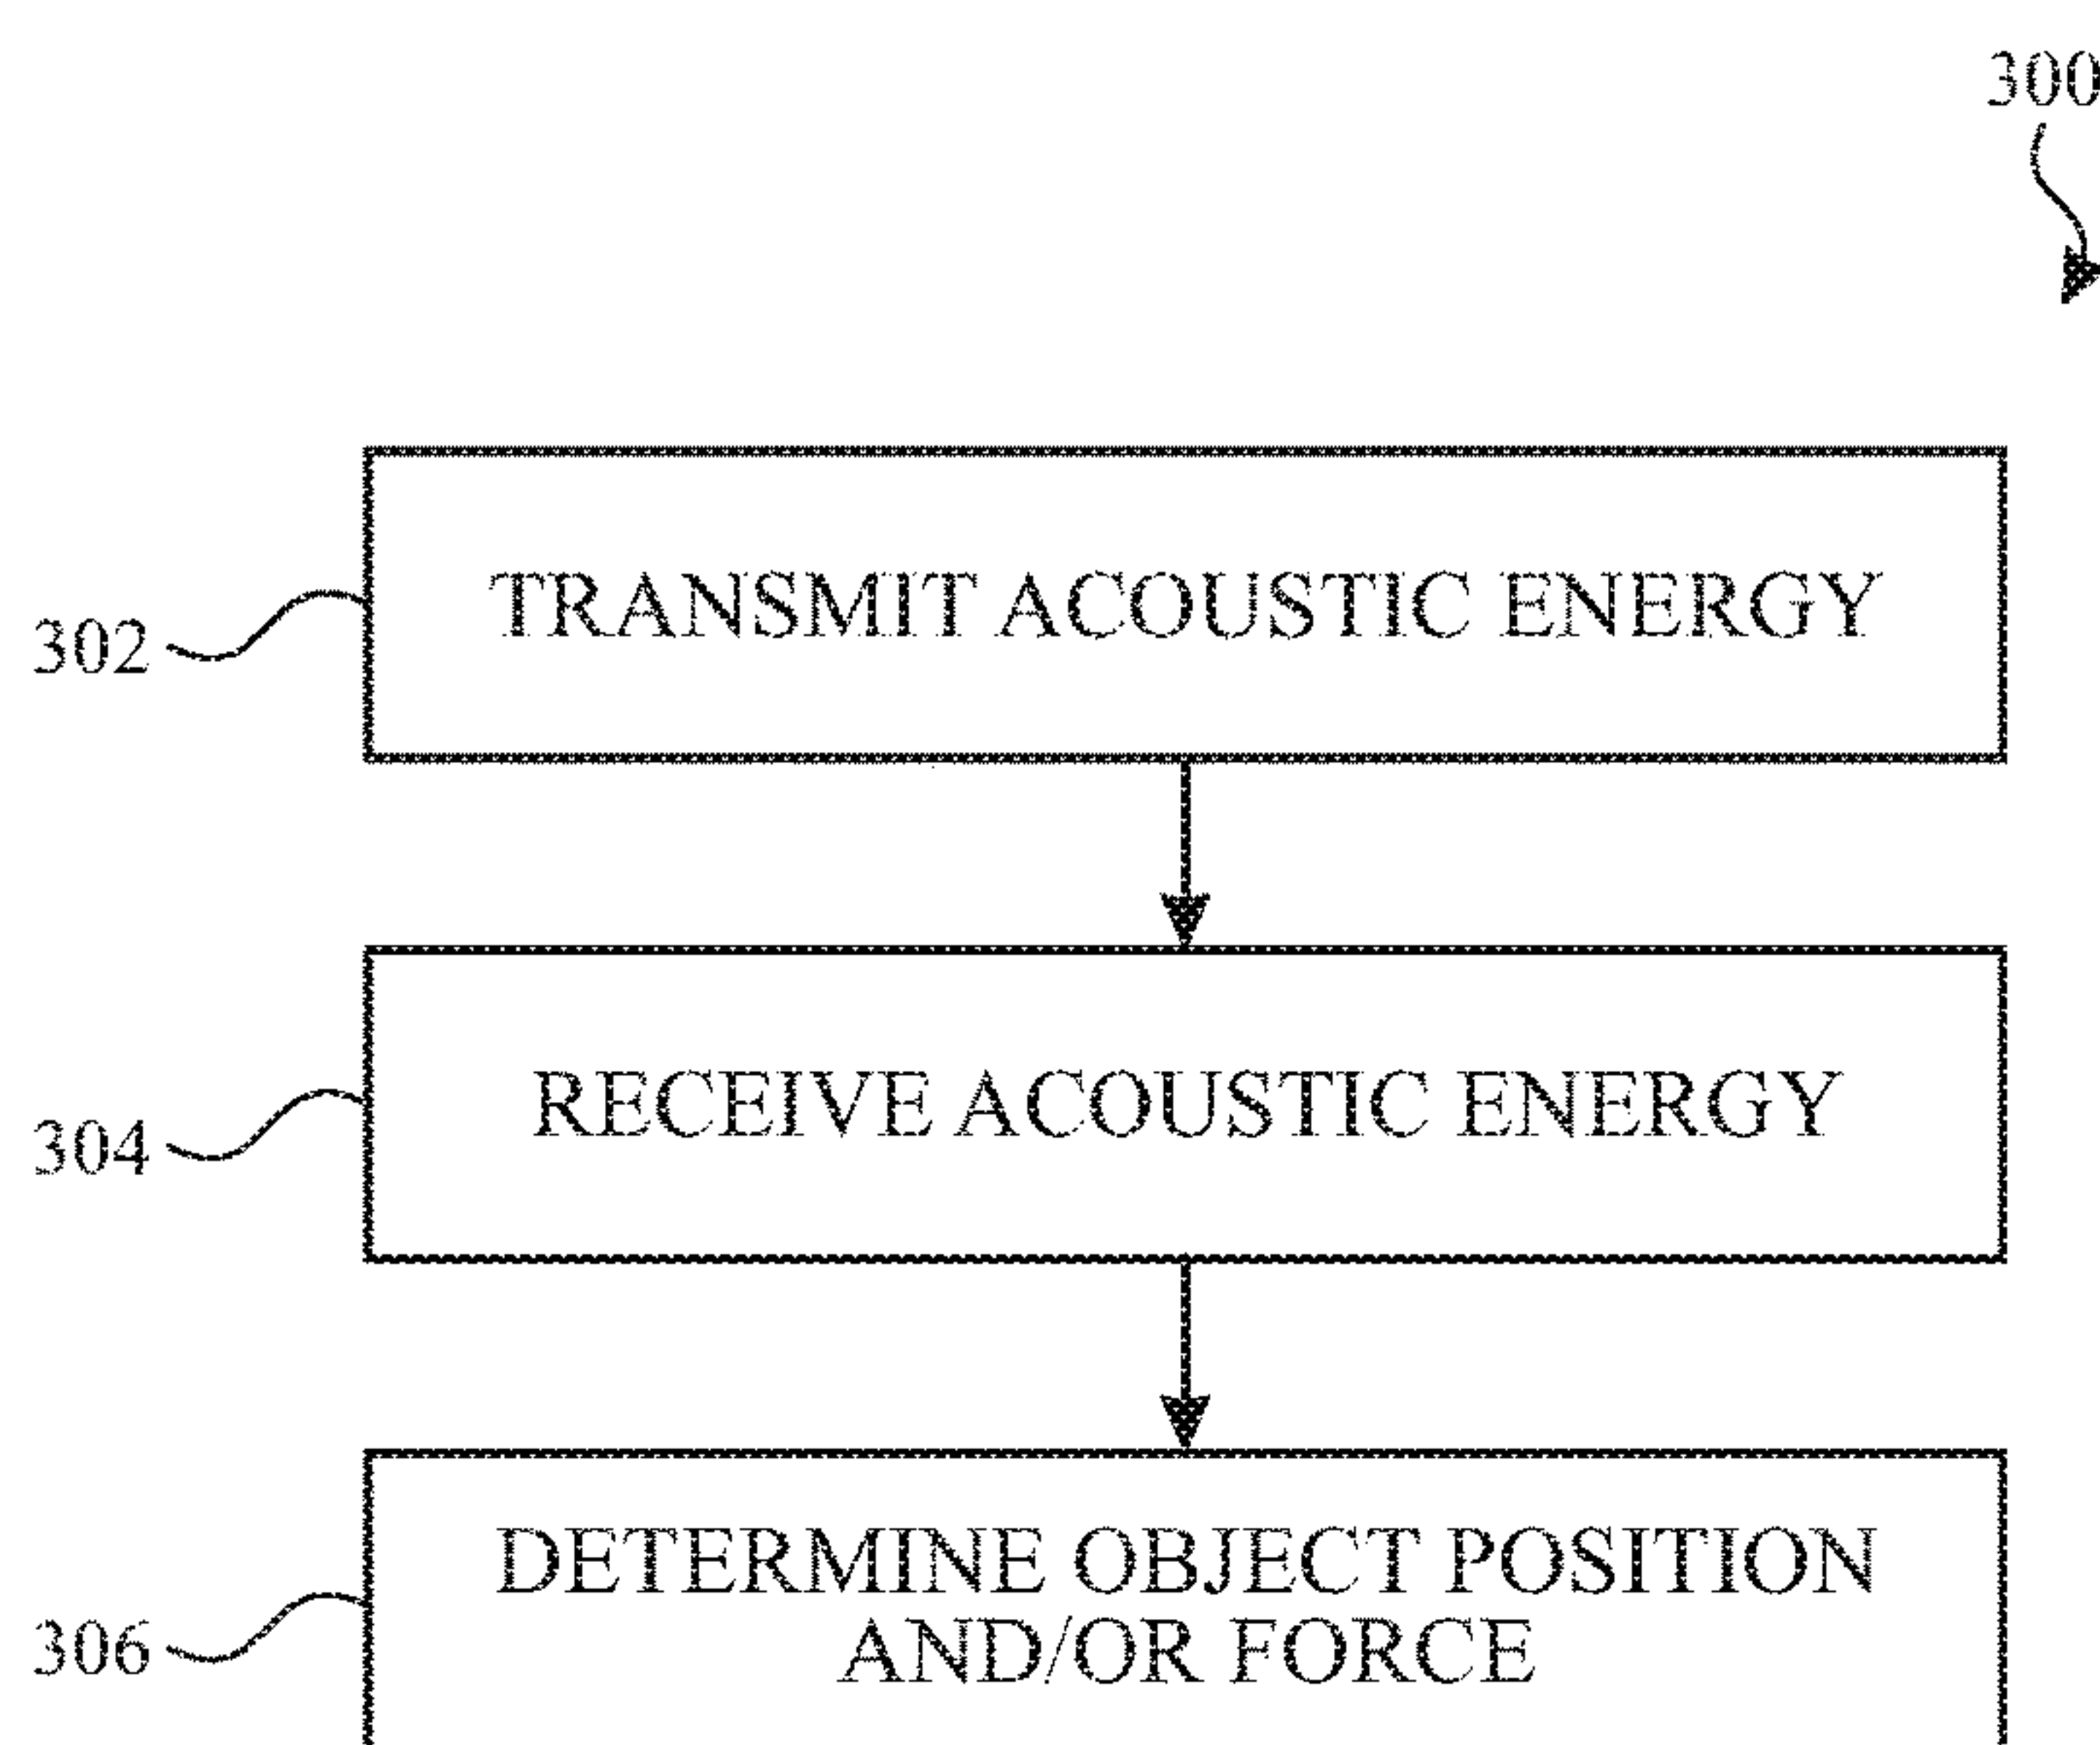 300
302
TRANSMIT ACOUSTIC ENERGY
304
RECEIVE ACOUSTIC ENERGY
306
DETERMINE OBJECT POSITION
AND/OR FORCE